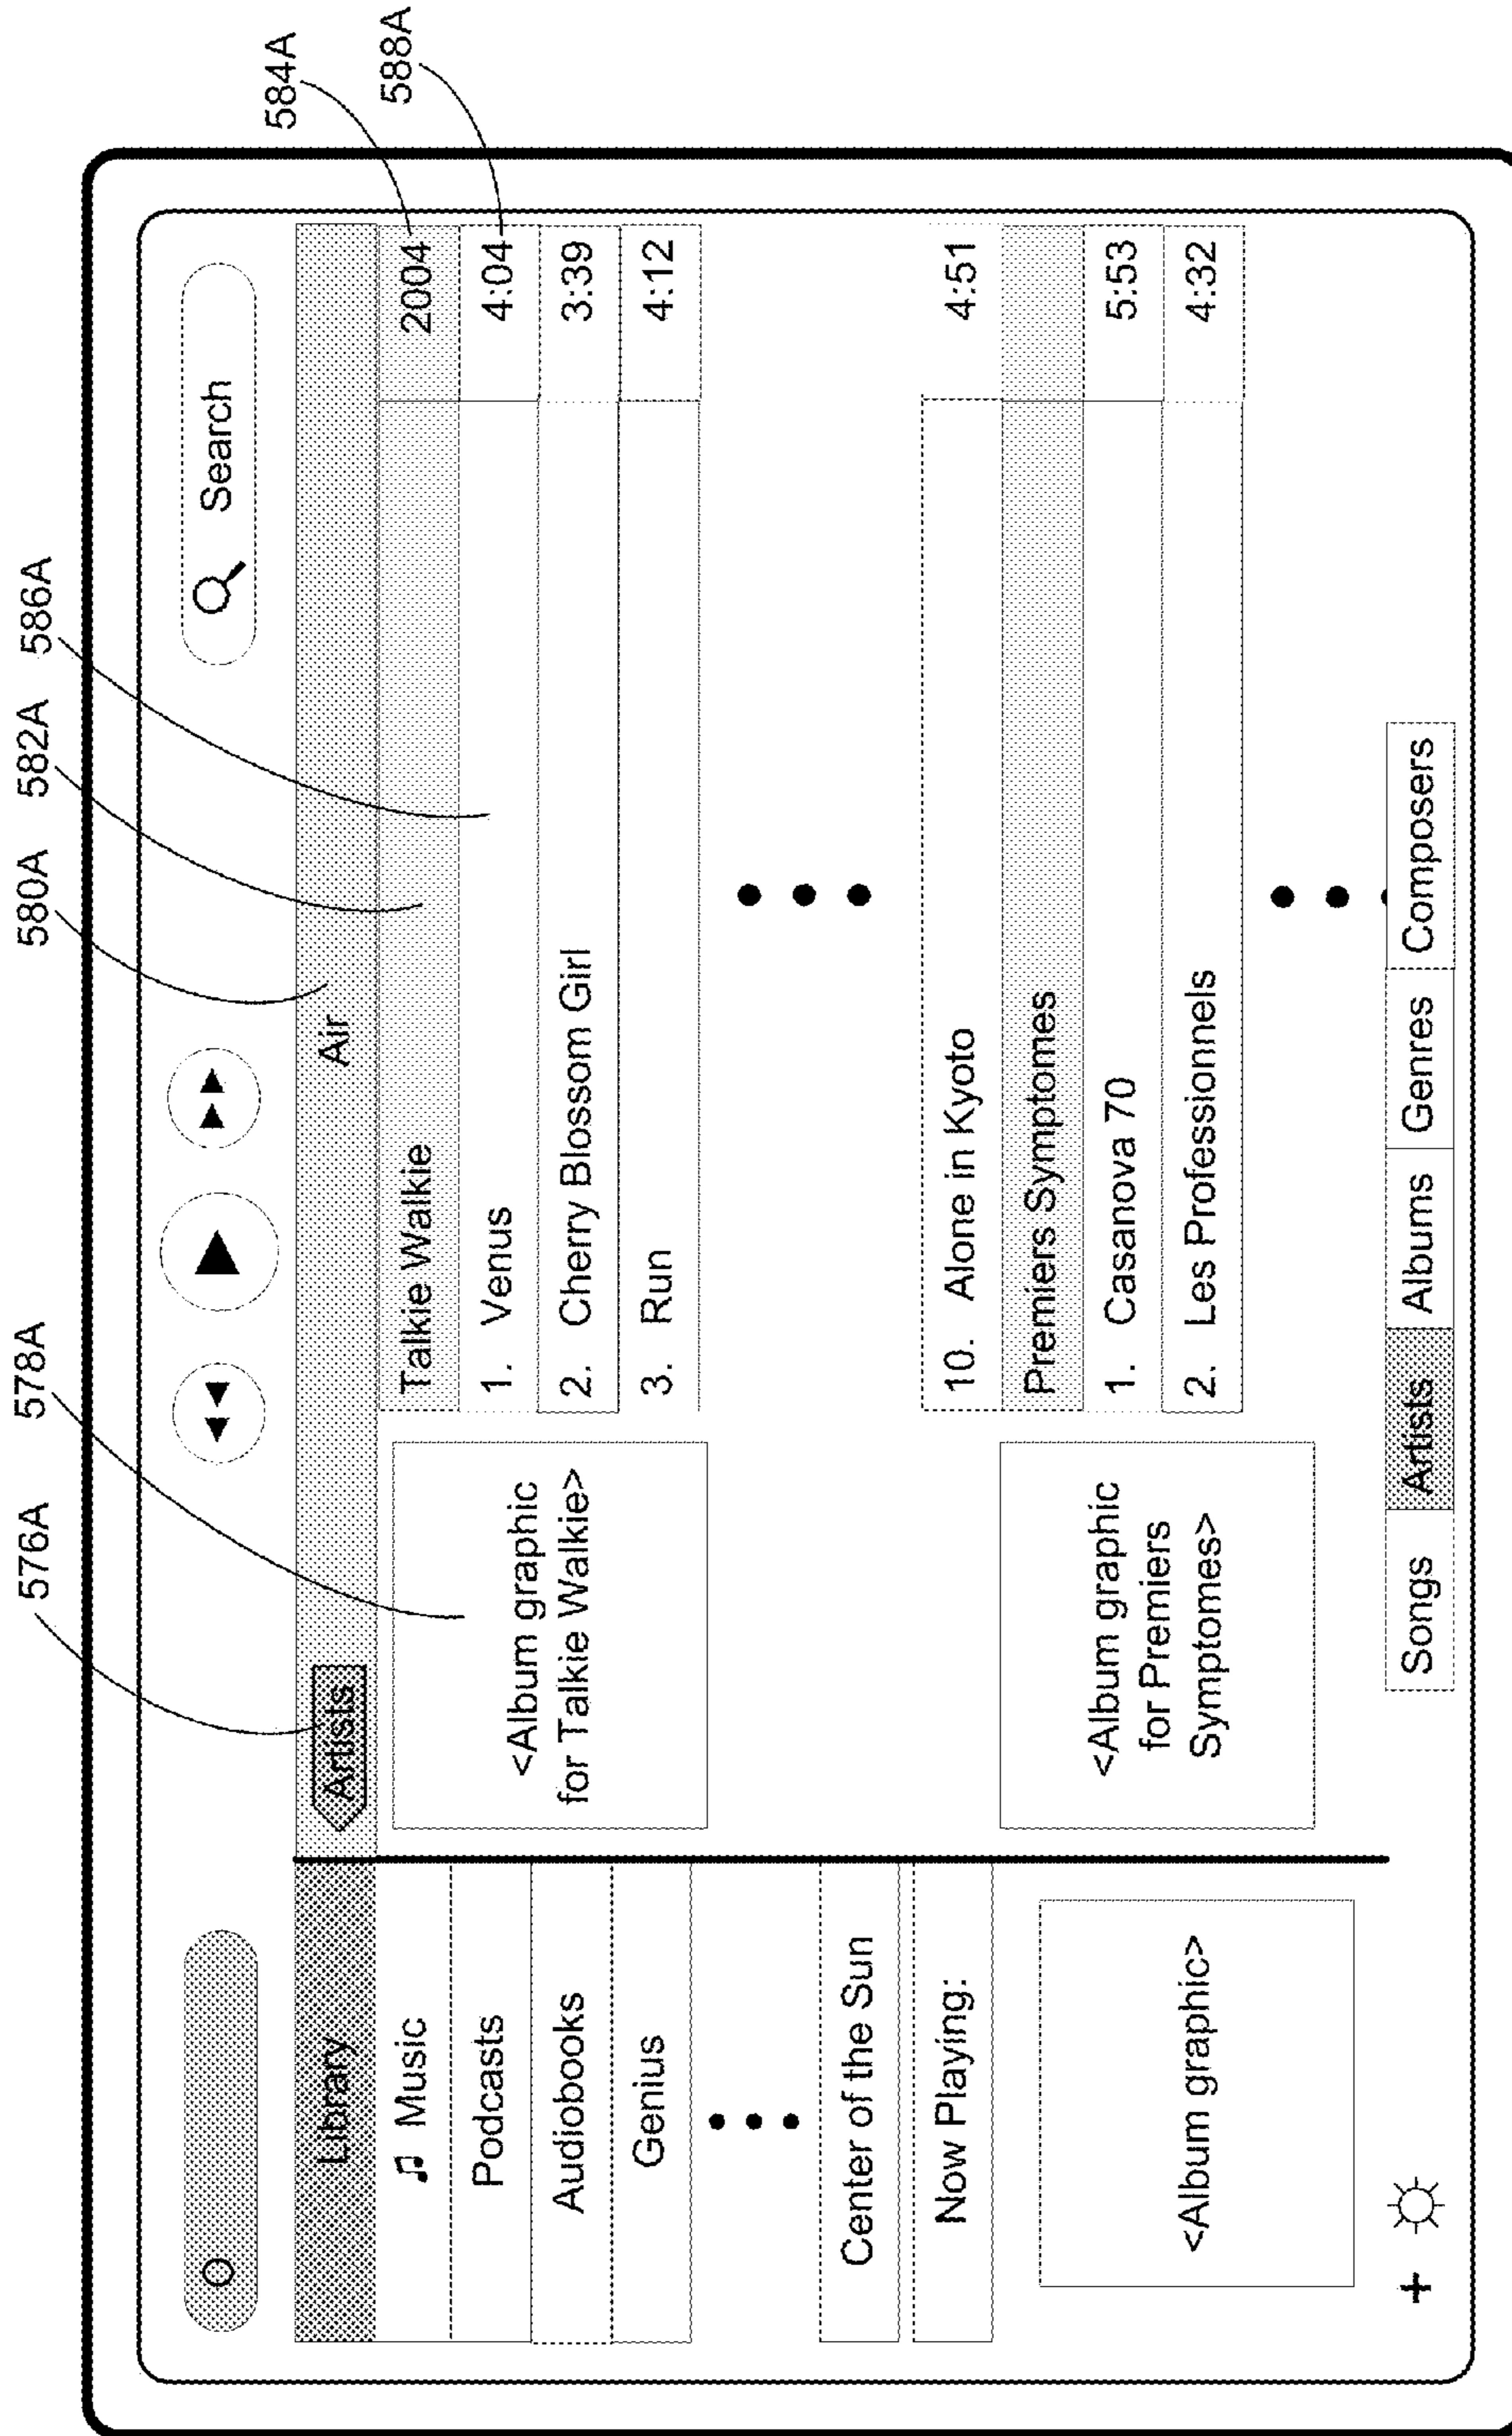 576A
578A
580A
582A
586A
584A
588A
Search
Library
Artists
Air
Music
Podcasts
Audiobooks
Genius
Center of the Sun
Now Playing:
<Album graphic>
<Album graphic
for Talkie Walkie>
Talkie Walkie 2004
1. Venus 4:04
2. Cherry Blossom Girl 3:39
3. Run 4:12
10. Alone in Kyoto 4:51
<Album graphic
for Premiers
Symptomes>
Premiers Symptomes
1. Casanova 70 5:53
2. Les Professionnels 4:32
+
Songs Artists Albums Genres Composers